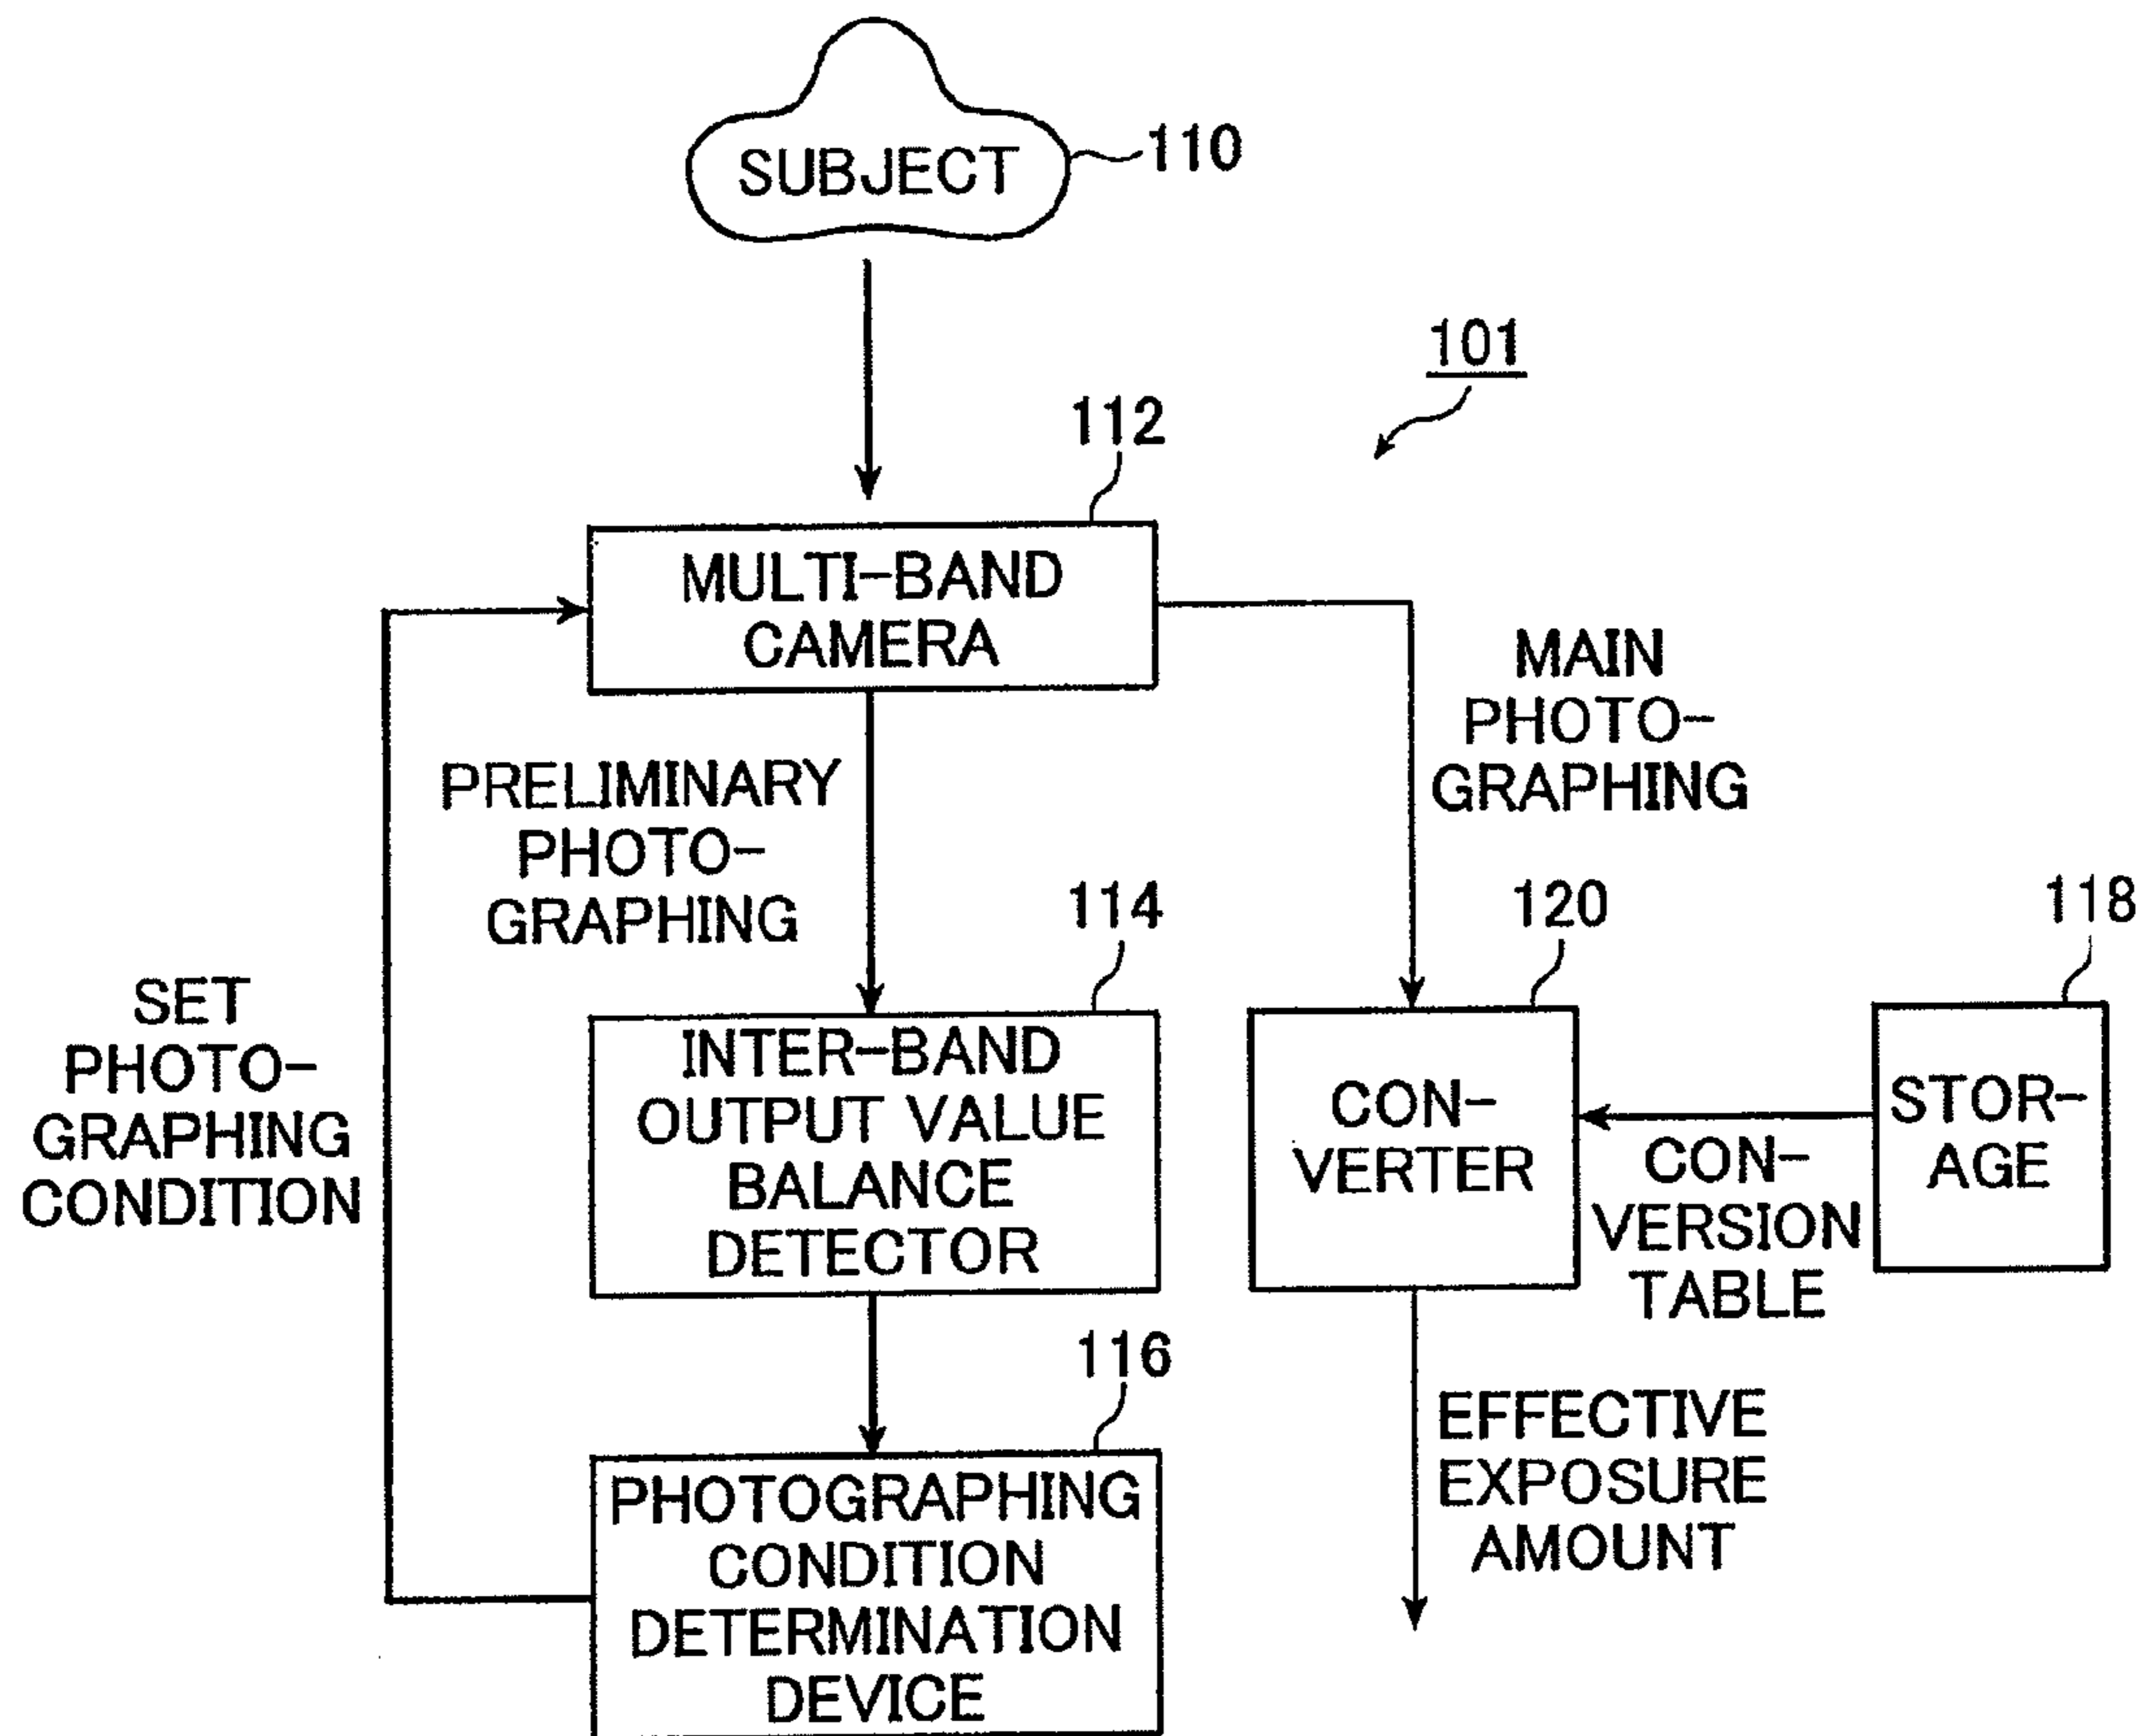 SUBJECT
110
101
112
MULTI-BAND
CAMERA
MAIN
PHOTO-
GRAPHING
PRELIMINARY
PHOTO-
GRAPHING
114
120
118
SET
PHOTO-
GRAPHING
CONDITION
INTER-BAND
OUTPUT VALUE
BALANCE
DETECTOR
CON-
VERTER
CON-
VERSION
TABLE
STOR-
AGE
116
PHOTOGRAPHING
CONDITION
DETERMINATION
DEVICE
EFFECTIVE
EXPOSURE
AMOUNT